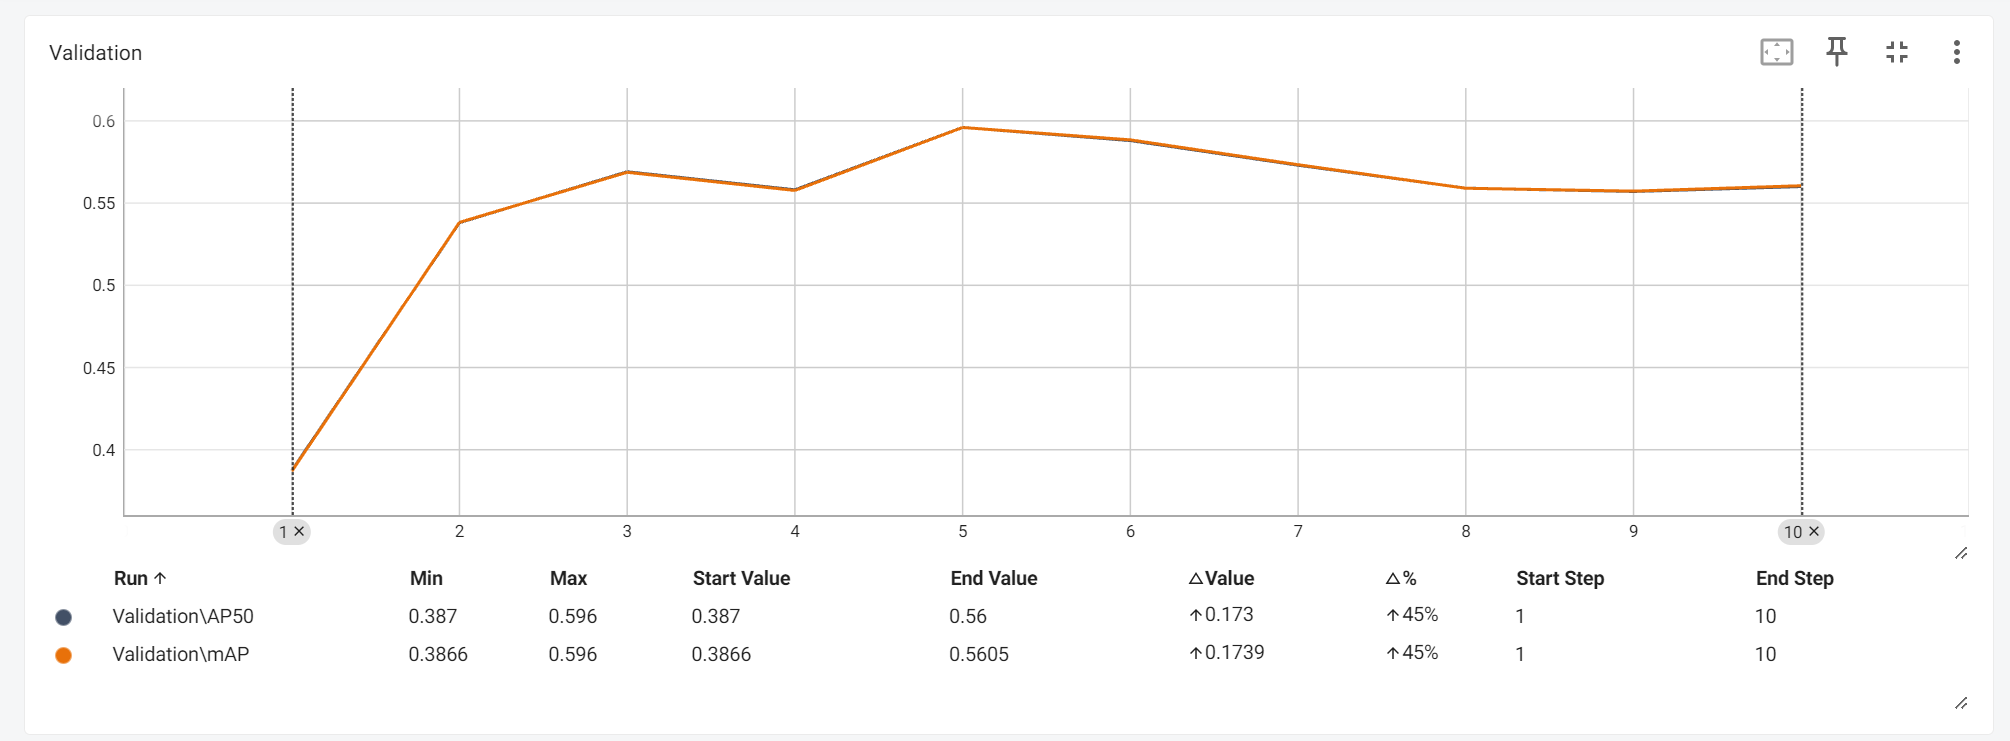 Validation
0.6
0.55
0.5
0.45
0.4
1 × 2 3 4 5 6 7 8 9 10 ×
Run ↑ Min Max Start Value End Value △Value △% Start Step End Step
Validation\AP50 0.387 0.596 0.387 0.56 ↑0.173 ↑45% 1 10
Validation\mAP 0.3866 0.596 0.3866 0.5605 ↑0.1739 ↑45% 1 10